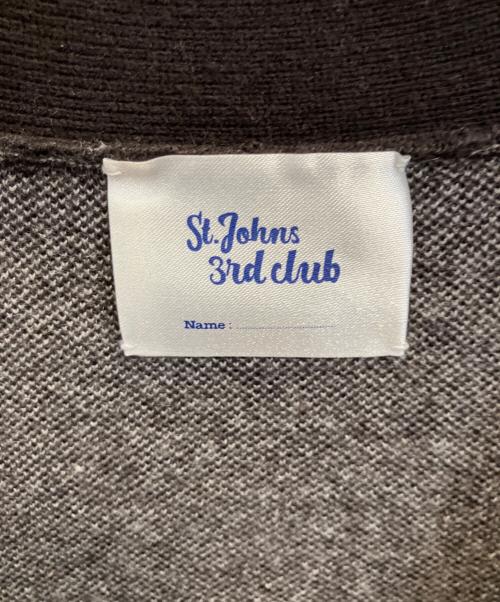 St. Johns
3rd club
Name : ..............................